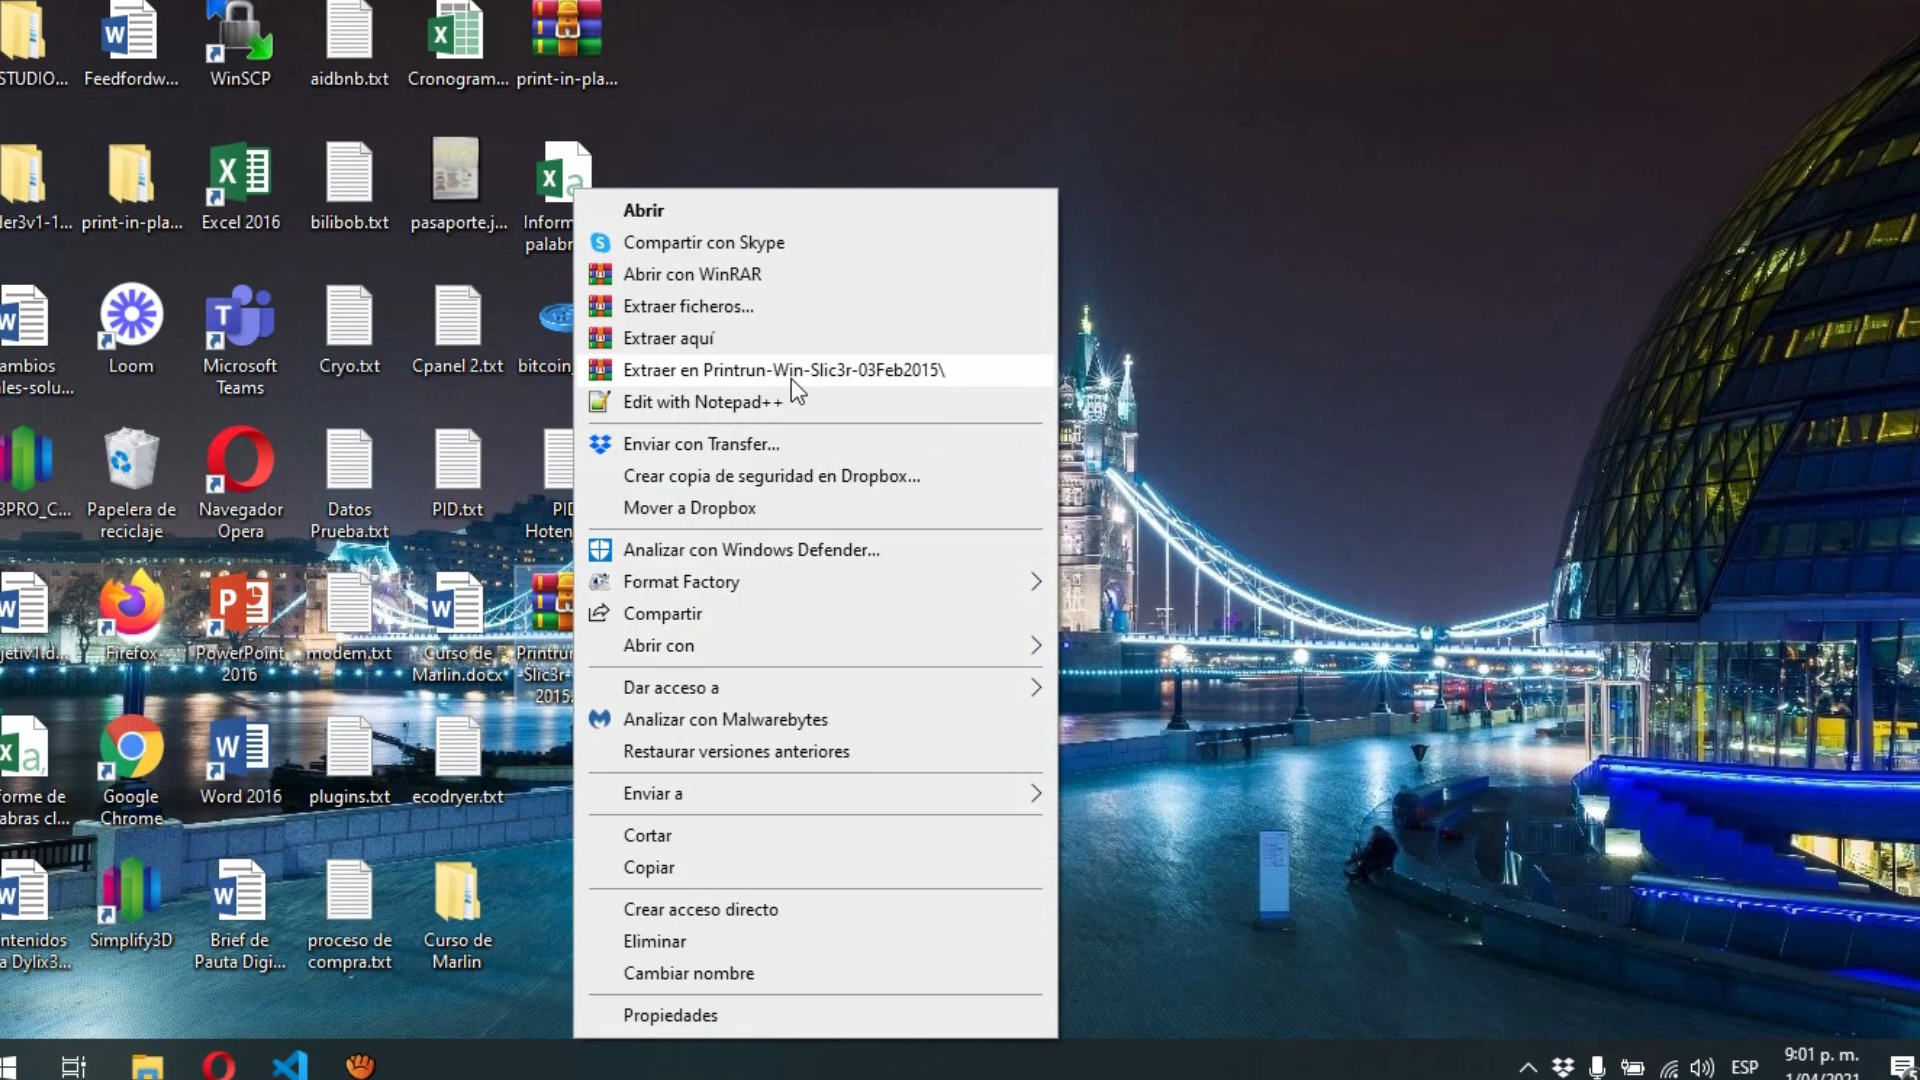 STUDIO...
Feedfordw...
WinSCP
aidbnb.txt
Cronogram...
print-in-pla...
ler3v1-1...
print-in-pla...
Excel 2016
bilibob.txt
pasaporte.j...
Inform
palabr
ambios
les-solu...
Loom
Microsoft
Teams
Cryo.txt
Cpanel 2.txt
bitcoin
3PRO_C...
Papelera de
reciclaje
Navegador
Opera
Datos
Prueba.txt
PID.txt
PID
Hoten
jetiv1.d...
Firefox
PowerPoint
2016
modem.txt
Curso de
Marlin.docx
Printrun
-Slic3r-
2015.
forme de
abras cl...
Google
Chrome
Word 2016
plugins.txt
ecodryer.txt
ntenidos
a Dylix3...
Simplify3D
Brief de
Pauta Digi...
proceso de
compra.txt
Curso de
Marlin
Abrir
Compartir con Skype
Abrir con WinRAR
Extraer ficheros...
Extraer aquí
Extraer en Printrun-Win-Slic3r-03Feb2015\
Edit with Notepad++
Enviar con Transfer...
Crear copia de seguridad en Dropbox...
Mover a Dropbox
Analizar con Windows Defender...
Format Factory
Compartir
Abrir con
Dar acceso a
Analizar con Malwarebytes
Restaurar versiones anteriores
Enviar a
Cortar
Copiar
Crear acceso directo
Eliminar
Cambiar nombre
Propiedades
ESP
9:01 p. m.
1/04/2021